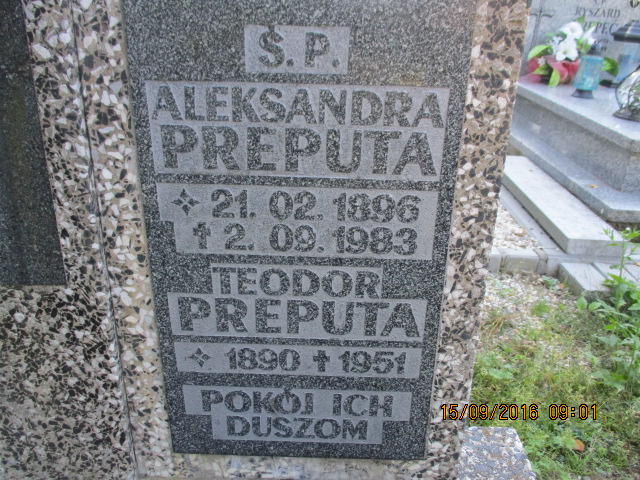 Ś. P.
ALEKSANDRA
PREPUTA
21. 02. 1896
✝ 2. 09. 1983
TEODOR
PREPUTA
1890 ✝ 1951
POKÓJ ICH
DUSZOM
RYSZARD
15/09/2016 09:01